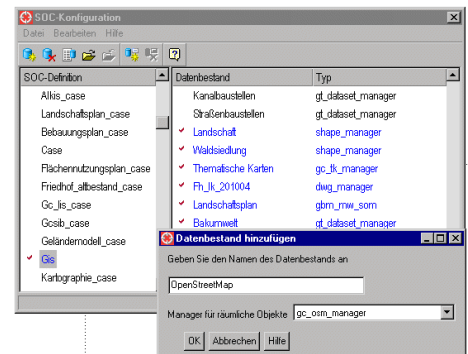 SOC-Konfiguration
Datei Bearbeiten Hilfe
SOC-Definition Datenbestand Typ
Alkis_case Kanalbaustellen gt_dataset_manager
Landschaftsplan_case Straßenbaustellen gt_dataset_manager
Bebauungsplan_case Landschaft shape_manager
Case Waldsiedlung shape_manager
Flächennutzungsplan_case Thematische Karten gc_tk_manager
Friedhof_altbestand_case Fh_lk_201004 dwg_manager
Gc_lis_case Landschaftsplan gbm_mw_som
Gcsib_case Bakumwelt gt_dataset_manager
Geländemodell_case
Gis
Kartographie_case
Datenbestand hinzufügen
Geben Sie den Namen des Datenbestands an
OpenStreetMap
Manager für räumliche Objekte gc_osm_manager
OK Abbrechen Hilfe